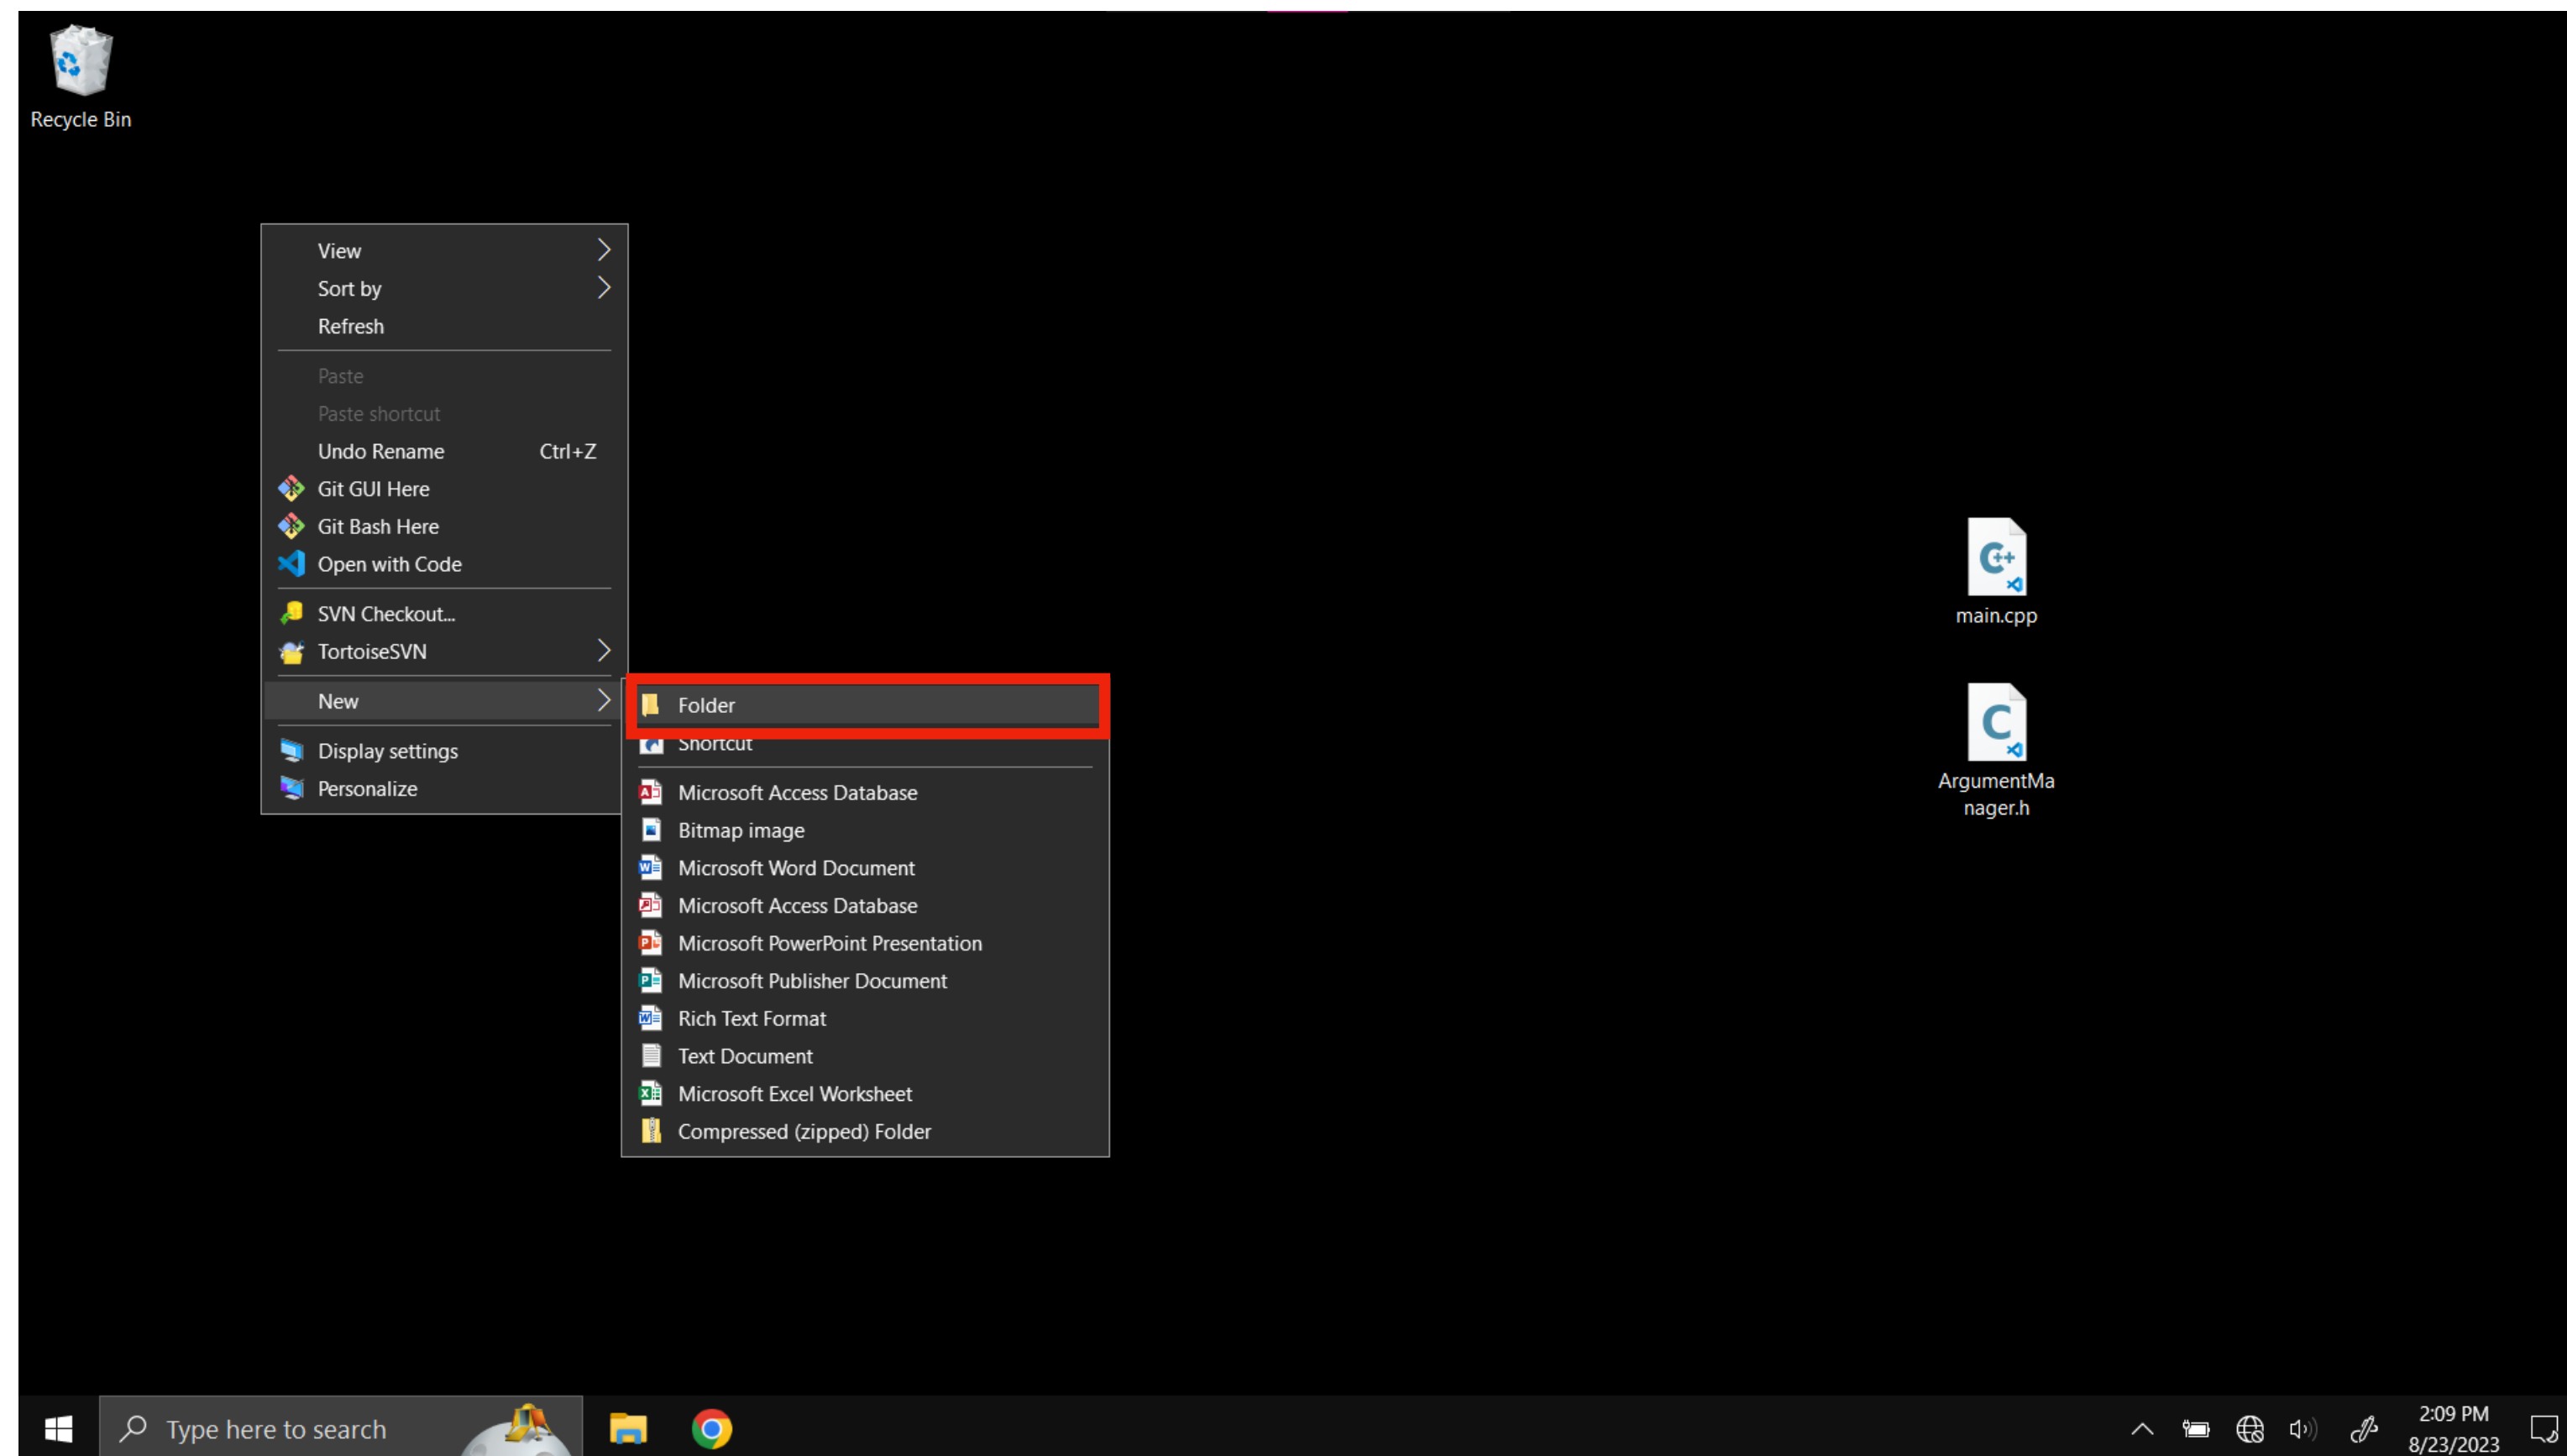 Recycle Bin
View
Sort by
Refresh
Paste
Paste shortcut
Undo Rename Ctrl+Z
Git GUI Here
Git Bash Here
Open with Code
SVN Checkout...
TortoiseSVN
New
Display settings
Personalize
Folder
Shortcut
Microsoft Access Database
Bitmap image
Microsoft Word Document
Microsoft Access Database
Microsoft PowerPoint Presentation
Microsoft Publisher Document
Rich Text Format
Text Document
Microsoft Excel Worksheet
Compressed (zipped) Folder
main.cpp
ArgumentMa
nager.h
Type here to search
2:09 PM
8/23/2023